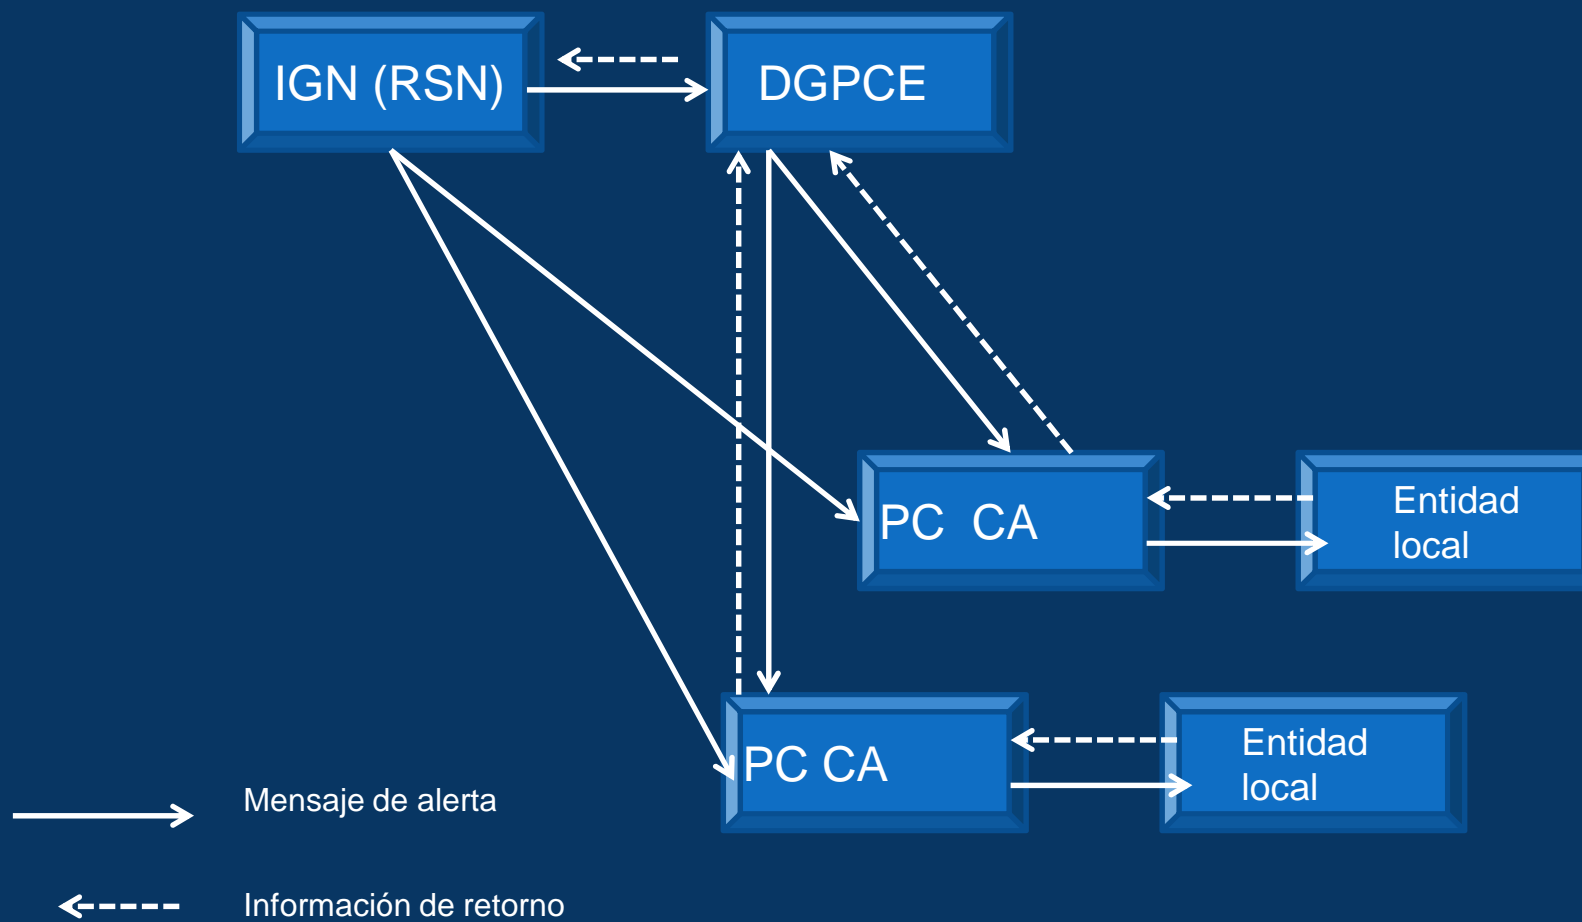 IGN (RSN)
DGPCE
PC CA
Entidad
local
PC CA
Entidad
local
Mensaje de alerta
Información de retorno